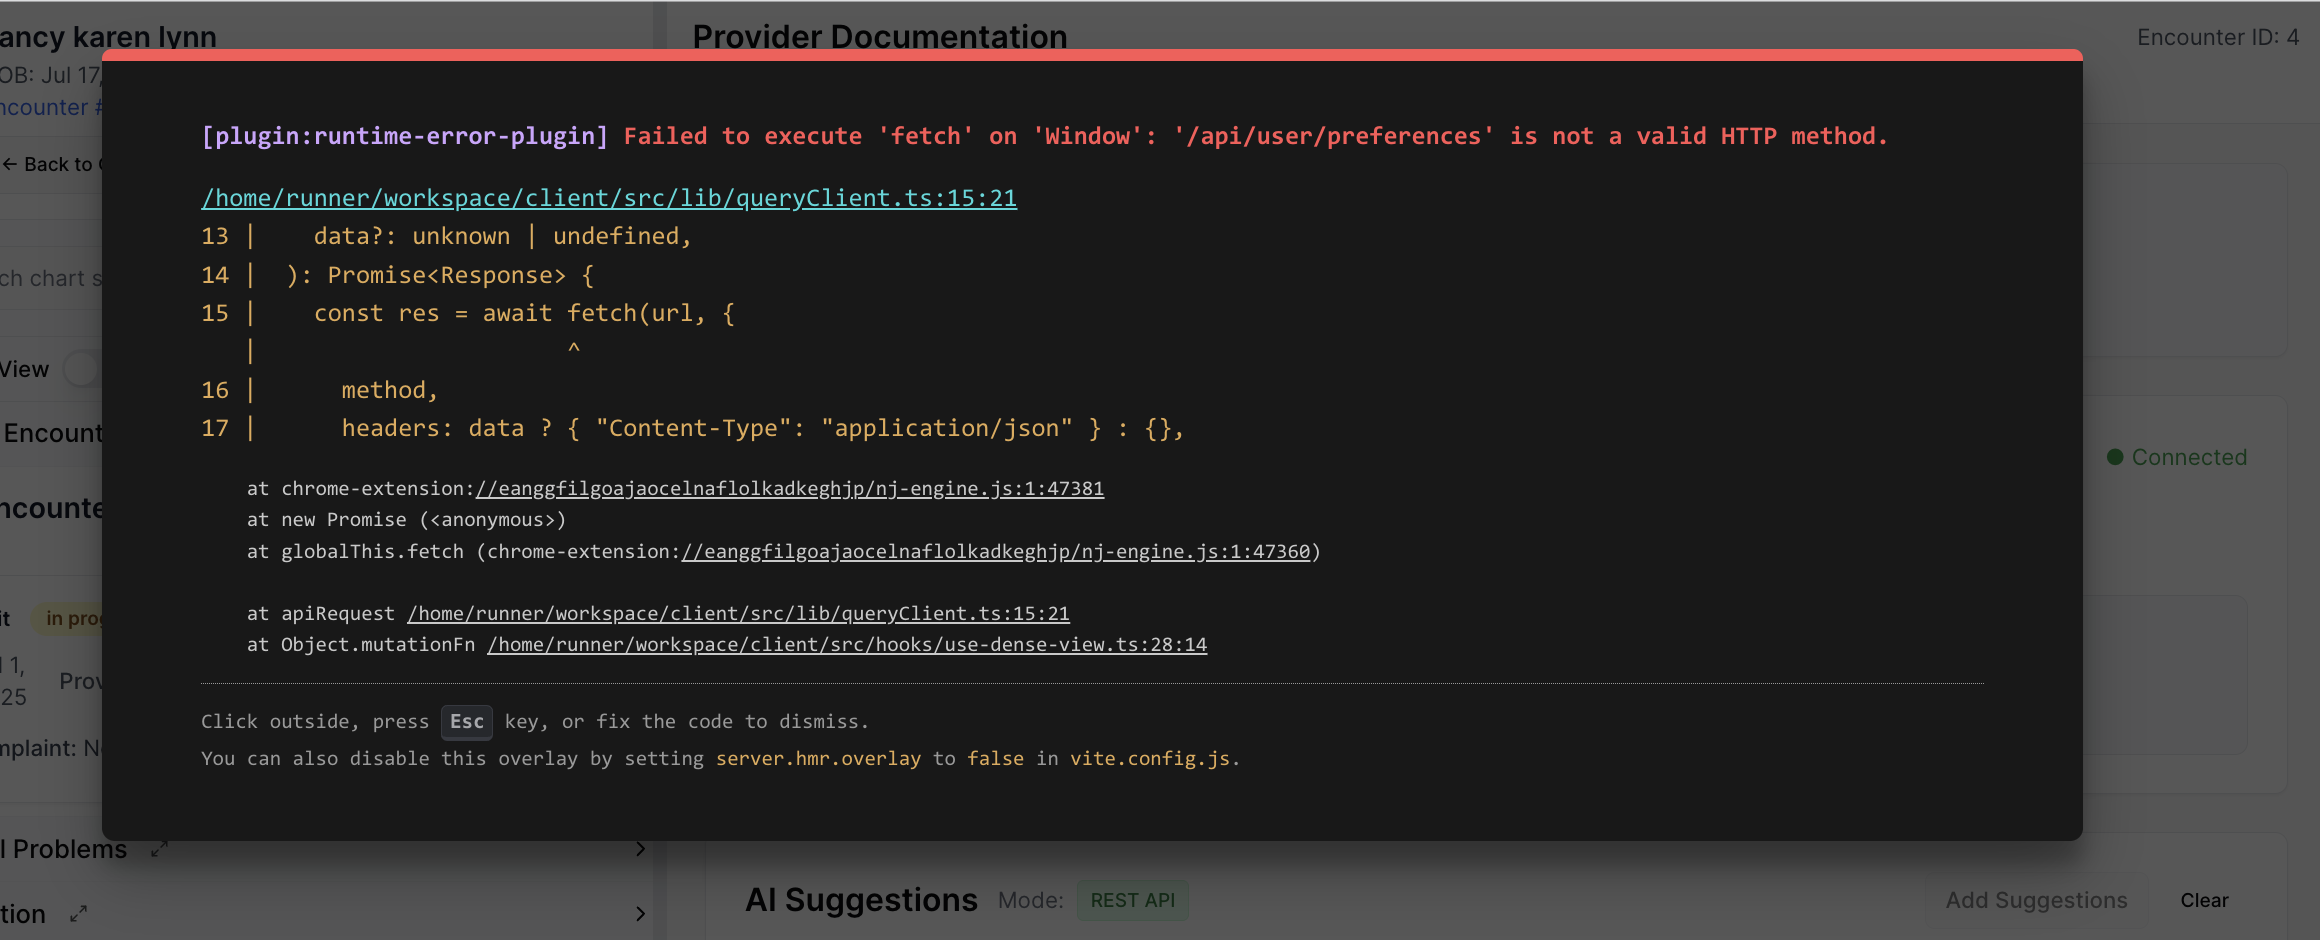 ancy karen lynn
OB: Jul 17,
ncounter #
← Back to
ch chart s
View
Encount
ncounte
it
in prog
l 1,
25
Prov
mplaint: No
l Problems
tion
Provider Documentation
Encounter ID: 4
[plugin:runtime-error-plugin] Failed to execute 'fetch' on 'Window': '/api/user/preferences' is not a valid HTTP method.
/home/runner/workspace/client/src/lib/queryClient.ts:15:21
13 |    data?: unknown | undefined,
14 |  ): Promise<Response> {
15 |    const res = await fetch(url, {
   |                      ^
16 |      method,
17 |      headers: data ? { "Content-Type": "application/json" } : {},
at chrome-extension://eanggfilgoajaocelnaflolkadkeghjp/nj-engine.js:1:47381
at new Promise (<anonymous>)
at globalThis.fetch (chrome-extension://eanggfilgoajaocelnaflolkadkeghjp/nj-engine.js:1:47360)
at apiRequest /home/runner/workspace/client/src/lib/queryClient.ts:15:21
at Object.mutationFn /home/runner/workspace/client/src/hooks/use-dense-view.ts:28:14
Click outside, press Esc key, or fix the code to dismiss.
You can also disable this overlay by setting server.hmr.overlay to false in vite.config.js.
Connected
AI Suggestions Mode: REST API Add Suggestions Clear